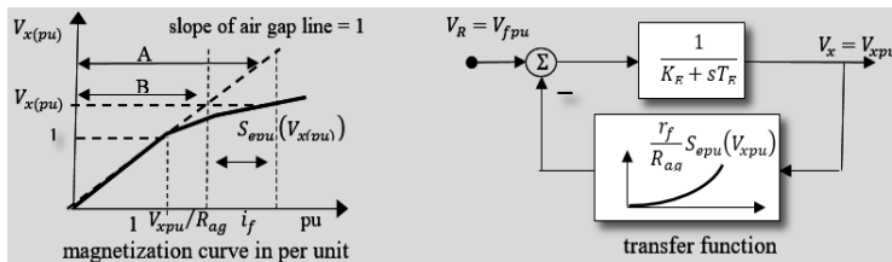 V_x(pu)
slope of air gap line = 1
A
B
V_x(pu)
1
S_epu(V_x(pu))
1 V_xpu/R_ag i_f pu
magnetization curve in per unit
V_R = V_fpu
Σ
−
1
K_E + sT_E
V_x = V_xpu
r_f
R_ag
S_epu(V_xpu)
transfer function